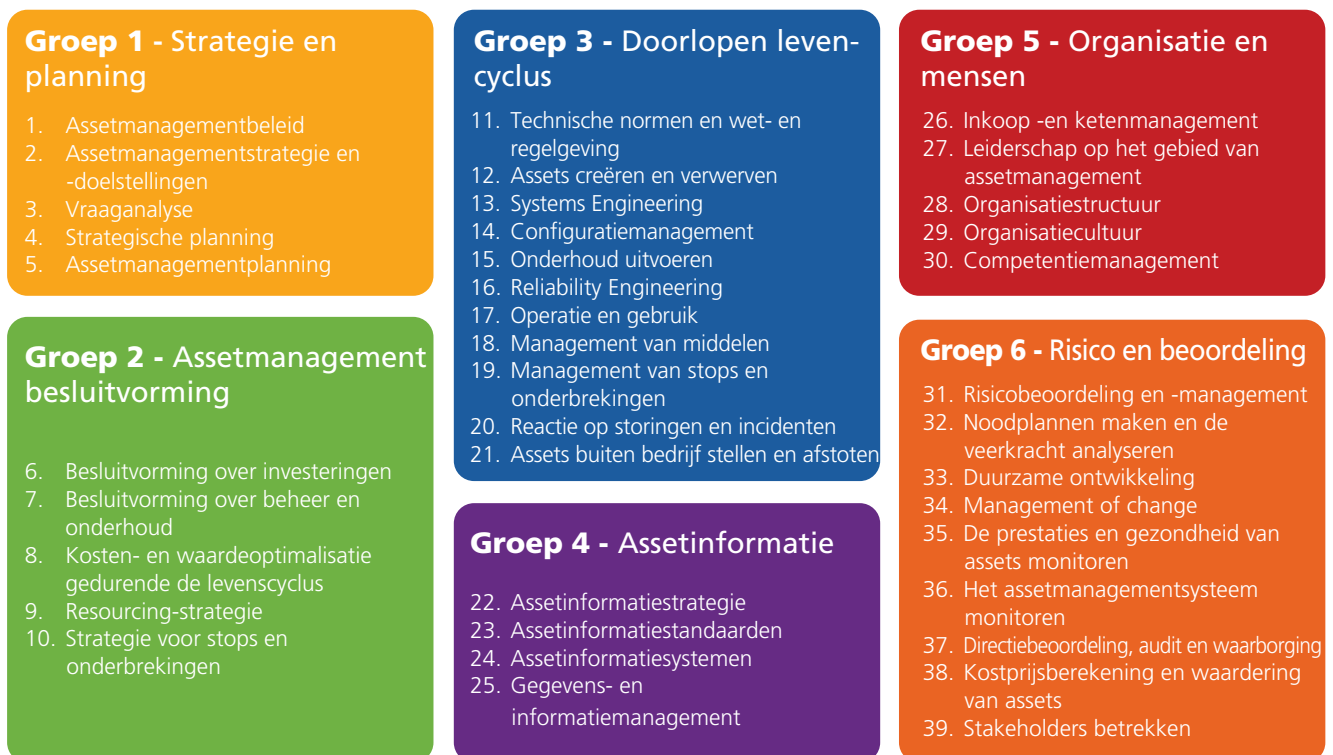 Groep 1 - Strategie en
planning
1. Assetmanagementbeleid
2. Assetmanagementstrategie en
-doelstellingen
3. Vraaganalyse
4. Strategische planning
5. Assetmanagementplanning
Groep 2 - Assetmanagement
besluitvorming
6. Besluitvorming over investeringen
7. Besluitvorming over beheer en
onderhoud
8. Kosten- en waardeoptimalisatie
gedurende de levenscyclus
9. Resourcing-strategie
10. Strategie voor stops en
onderbrekingen
Groep 3 - Doorlopen leven-
cyclus
11. Technische normen en wet- en
regelgeving
12. Assets creëren en verwerven
13. Systems Engineering
14. Configuratiemanagement
15. Onderhoud uitvoeren
16. Reliability Engineering
17. Operatie en gebruik
18. Management van middelen
19. Management van stops en
onderbrekingen
20. Reactie op storingen en incidenten
21. Assets buiten bedrijf stellen en afstoten
Groep 4 - Assetinformatie
22. Assetinformatiestrategie
23. Assetinformatiestandaarden
24. Assetinformatiesystemen
25. Gegevens- en
informatiemanagement
Groep 5 - Organisatie en
mensen
26. Inkoop -en ketenmanagement
27. Leiderschap op het gebied van
assetmanagement
28. Organisatiestructuur
29. Organisatiecultuur
30. Competentiemanagement
Groep 6 - Risico en beoordeling
31. Risicobeoordeling en -management
32. Noodplannen maken en de
veerkracht analyseren
33. Duurzame ontwikkeling
34. Management of change
35. De prestaties en gezondheid van
assets monitoren
36. Het assetmanagementsysteem
monitoren
37. Directiebeoordeling, audit en waarborging
38. Kostprijsberekening en waardering
van assets
39. Stakeholders betrekken